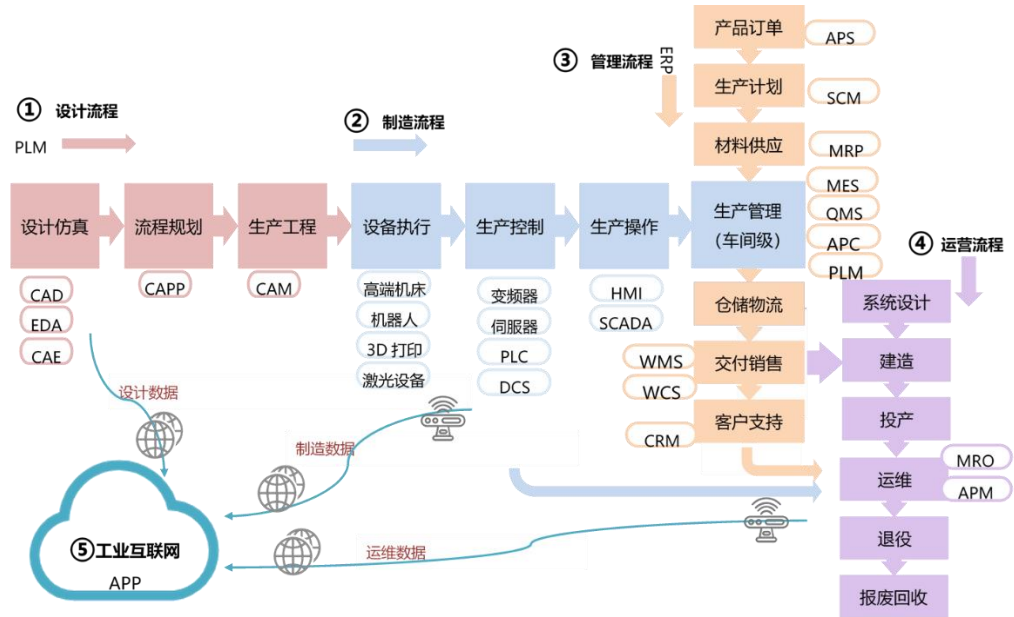 ① 设计流程
PLM
设计仿真
流程规划
生产工程
CAD
EDA
CAE
CAPP
CAM
② 制造流程
设备执行
生产控制
生产操作
高端机床
机器人
3D 打印
激光设备
变频器
伺服器
PLC
DCS
HMI
SCADA
③ 管理流程
ERP
产品订单
APS
生产计划
SCM
材料供应
MRP
生产管理
（车间级）
MES
QMS
APC
PLM
仓储物流
交付销售
WMS
WCS
客户支持
CRM
④ 运营流程
系统设计
建造
投产
运维
MRO
APM
退役
报废回收
设计数据
制造数据
运维数据
⑤工业互联网
APP